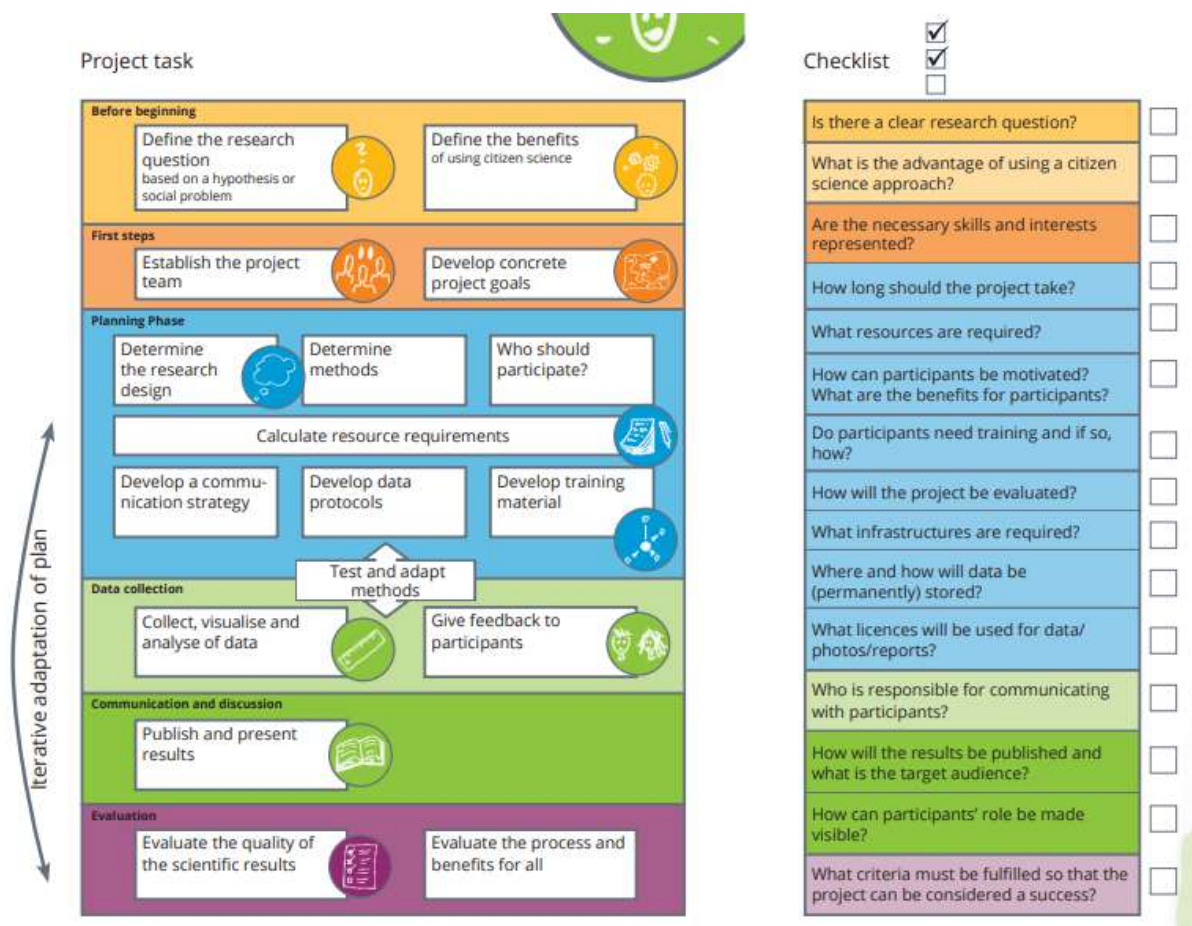 Project task
Before beginning
Define the research
question
based on a hypothesis or
social problem
Define the benefits
of using citizen science
First steps
Establish the project
team
Develop concrete
project goals
Planning Phase
Determine
the research
design
Determine
methods
Who should
participate?
Calculate resource requirements
Develop a commu-
nication strategy
Develop data
protocols
Develop training
material
Test and adapt
methods
Data collection
Collect, visualise and
analyse of data
Give feedback to
participants
Communication and discussion
Publish and present
results
Evaluation
Evaluate the quality of
the scientific results
Evaluate the process and
benefits for all
Iterative adaptation of plan
Checklist
Is there a clear research question?
What is the advantage of using a citizen
science approach?
Are the necessary skills and interests
represented?
How long should the project take?
What resources are required?
How can participants be motivated?
What are the benefits for participants?
Do participants need training and if so,
how?
How will the project be evaluated?
What infrastructures are required?
Where and how will data be
(permanently) stored?
What licences will be used for data/
photos/reports?
Who is responsible for communicating
with participants?
How will the results be published and
what is the target audience?
How can participants' role be made
visible?
What criteria must be fulfilled so that the
project can be considered a success?